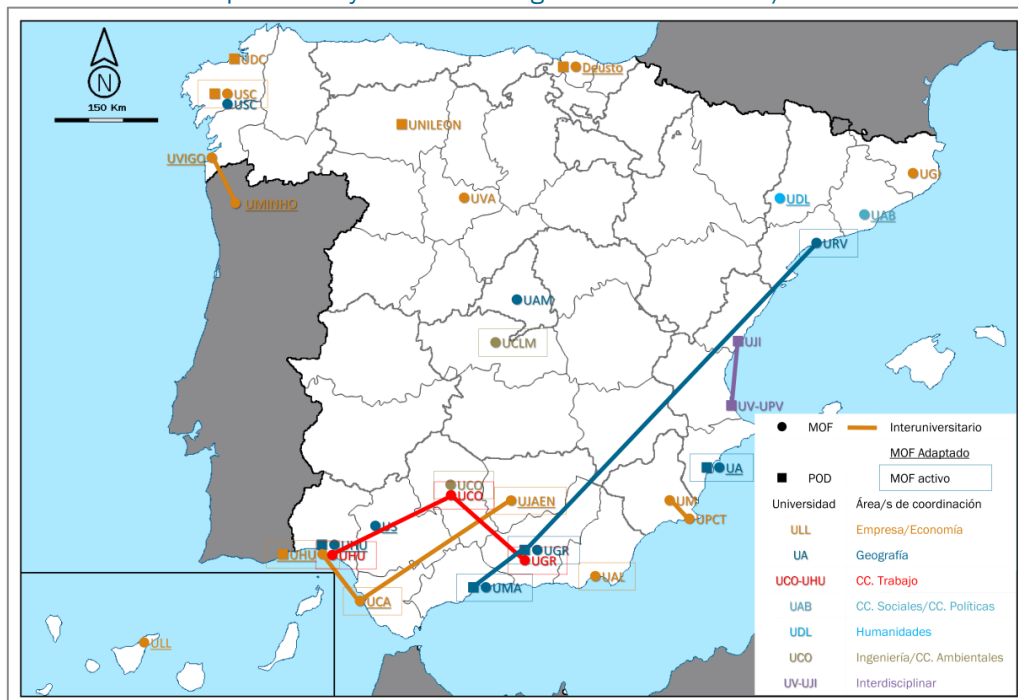 UDC
Deusto
N
USC
USC
150 Km
UNILEON
UVIGO
UG
UVA
UDL
UMINHO
UAB
URV
UAM
UCLM
UJI
UV-UPV
MOF
Interuniversitario
MOF Adaptado
UA
POD
MOF activo
UCO
UCO
UJAEN
UM
Universidad
Área/s de coordinación
UPCT
US
ULL
Empresa/Economía
UHU
UHU
UHU
UGR
UGR
UA
Geografía
UAL
UCO-UHU
CC. Trabajo
UMA
UCA
UAB
CC. Sociales/CC. Políticas
UDL
Humanidades
ULL
UCO
Ingeniería/CC. Ambientales
UV-UJI
Interdisciplinar